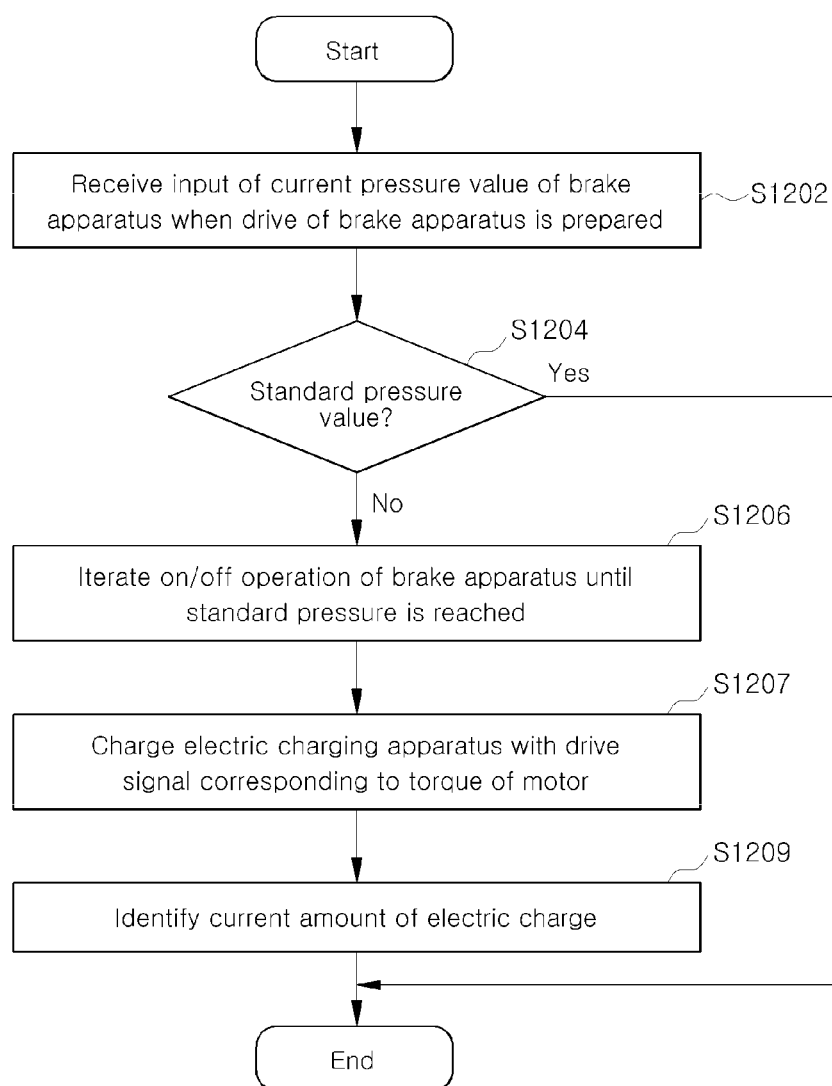 Start
Receive input of current pressure value of brake
apparatus when drive of brake apparatus is prepared
S1202
S1204
Standard pressure
value?
Yes
No
S1206
Iterate on/off operation of brake apparatus until
standard pressure is reached
S1207
Charge electric charging apparatus with drive
signal corresponding to torque of motor
S1209
Identify current amount of electric charge
End